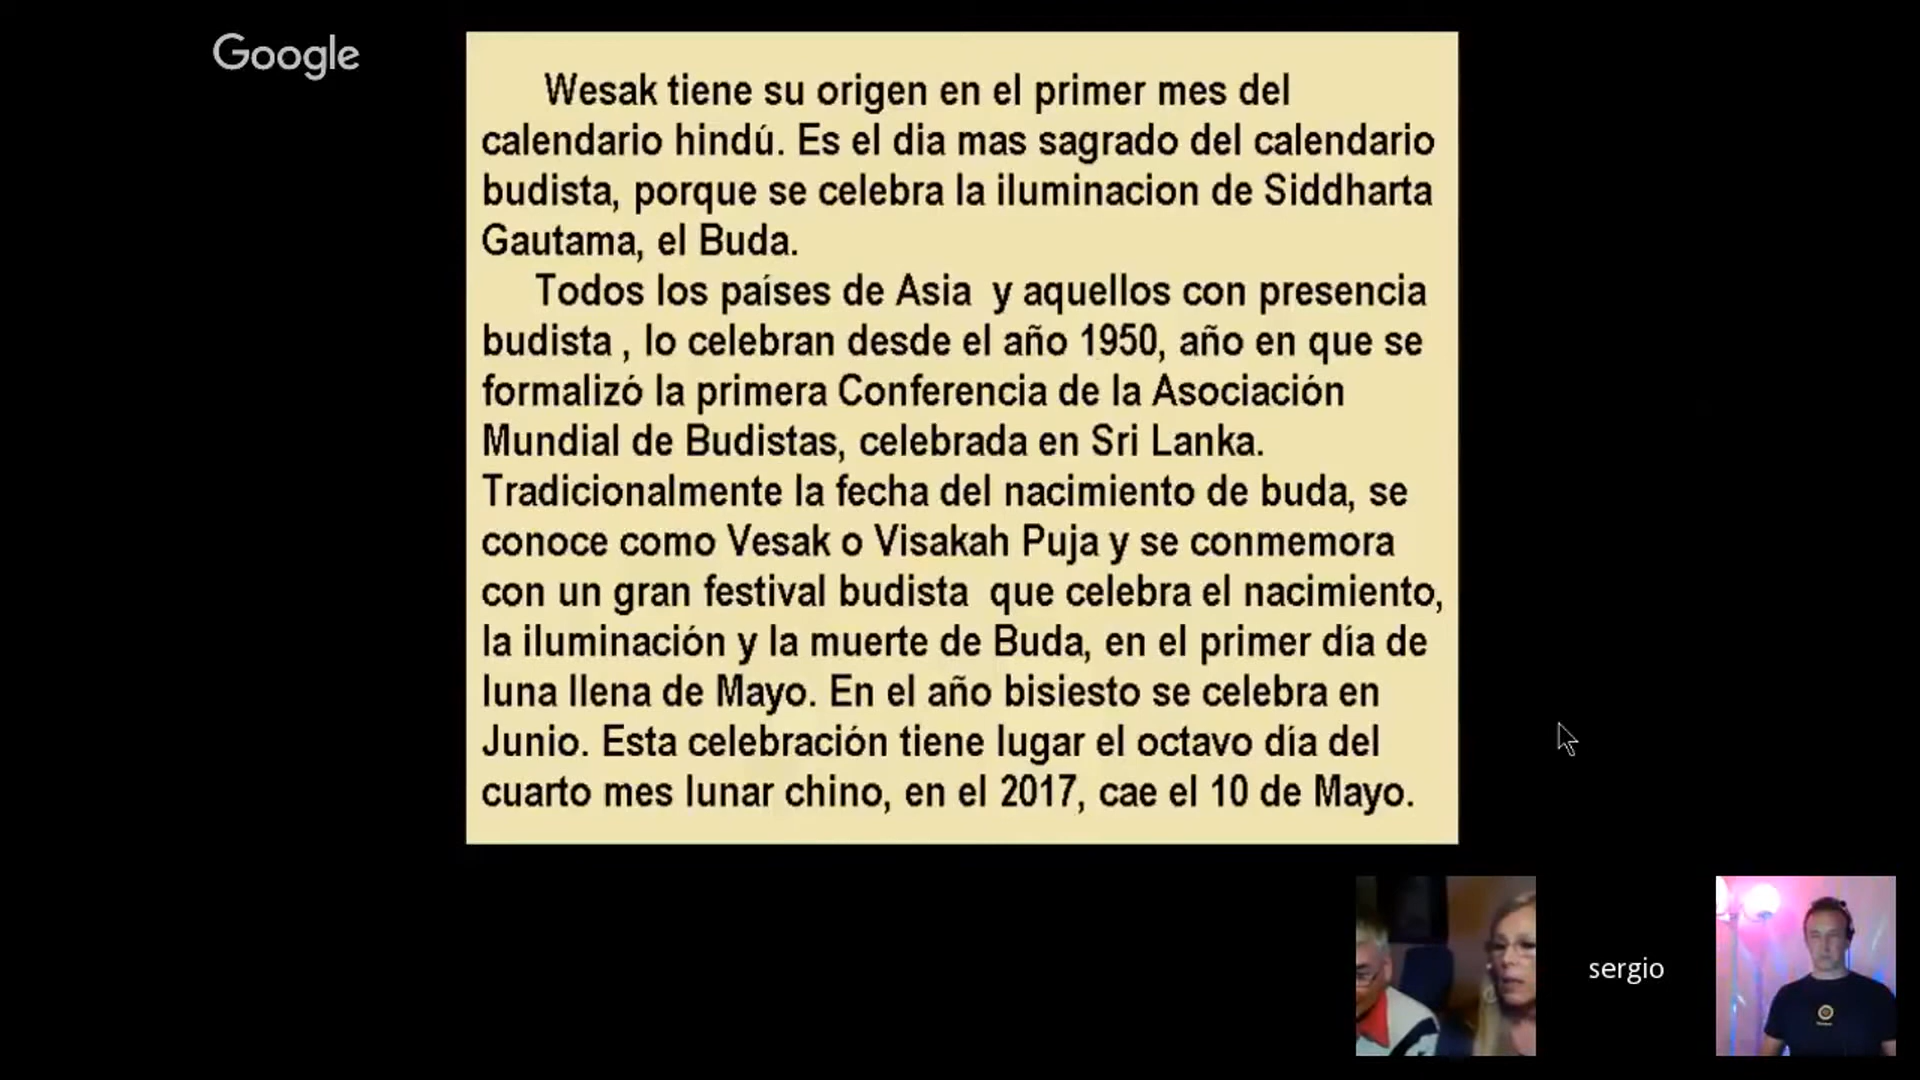 Google
Wesak tiene su origen en el primer mes del
calendario hindú. Es el dia mas sagrado del calendario
budista, porque se celebra la iluminacion de Siddharta
Gautama, el Buda.
Todos los países de Asia  y aquellos con presencia
budista , lo celebran desde el año 1950, año en que se
formalizó la primera Conferencia de la Asociación
Mundial de Budistas, celebrada en Sri Lanka.
Tradicionalmente la fecha del nacimiento de buda, se
conoce como Vesak o Visakah Puja y se conmemora
con un gran festival budista  que celebra el nacimiento,
la iluminación y la muerte de Buda, en el primer día de
luna llena de Mayo. En el año bisiesto se celebra en
Junio. Esta celebración tiene lugar el octavo día del
cuarto mes lunar chino, en el 2017, cae el 10 de Mayo.
sergio